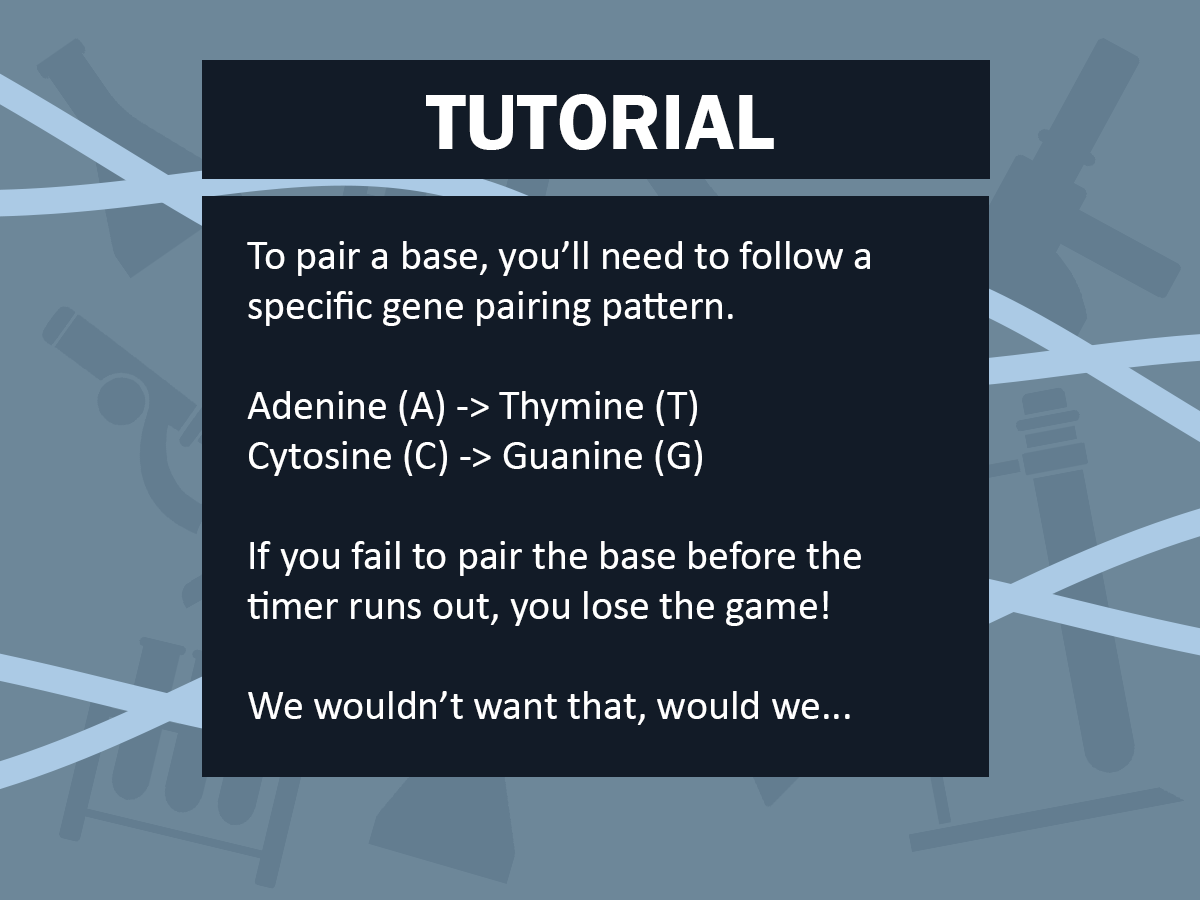 TUTORIAL
To pair a base, you’ll need to follow a
specific gene pairing pattern.
Adenine (A) -> Thymine (T)
Cytosine (C) -> Guanine (G)
If you fail to pair the base before the
timer runs out, you lose the game!
We wouldn’t want that, would we...